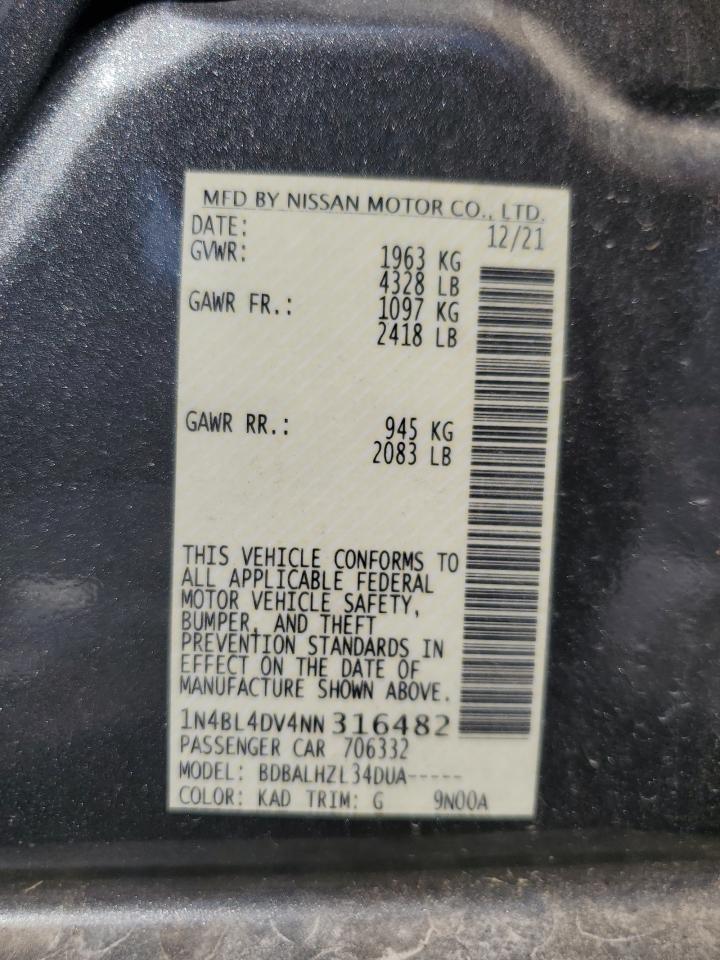 MFD BY NISSAN MOTOR CO., LTD.
DATE: 12/21
GVWR: 1963 KG
4328 LB
GAWR FR.: 1097 KG
2418 LB
GAWR RR.: 945 KG
2083 LB
THIS VEHICLE CONFORMS TO
ALL APPLICABLE FEDERAL
MOTOR VEHICLE SAFETY,
BUMPER, AND THEFT
PREVENTION STANDARDS IN
EFFECT ON THE DATE OF
MANUFACTURE SHOWN ABOVE.
1N4BL4DV4NN316482
PASSENGER CAR 706332
MODEL: BDBALHZL34DUA-----
COLOR: KAD TRIM: G 9N00A